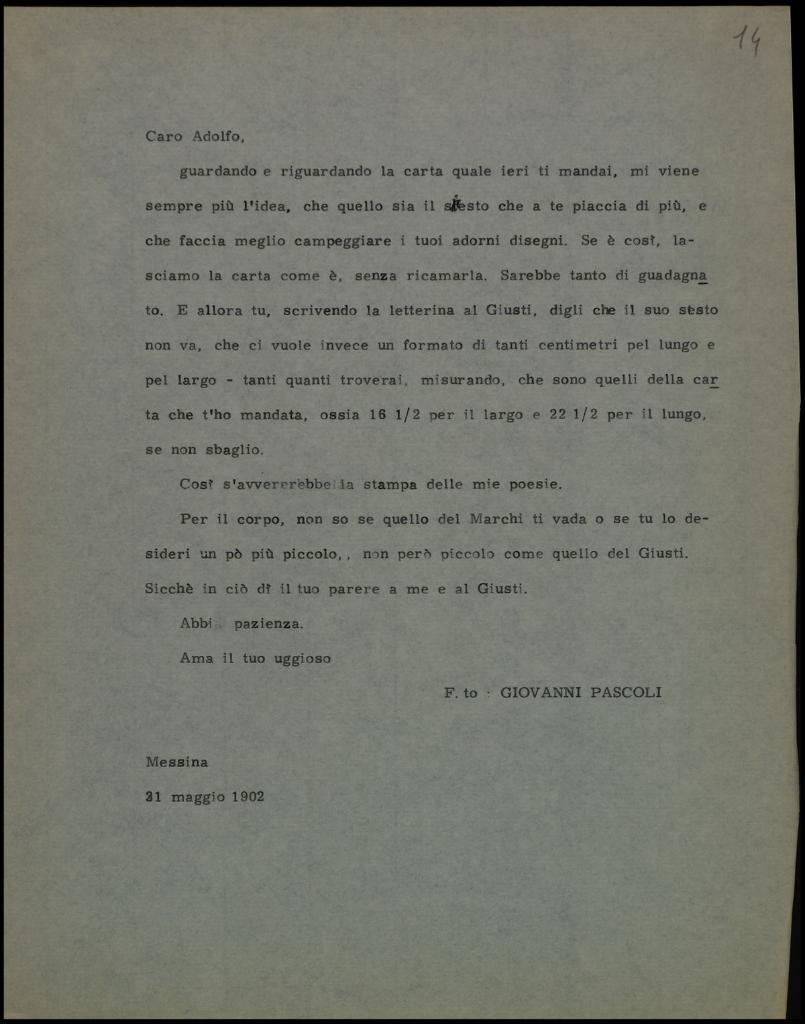 14
Caro Adolfo,
guardando e riguardando la carta quale ieri ti mandai, mi viene
sempre più l'idea, che quello sia il sesto che a te piaccia di più, e
che faccia meglio campeggiare i tuoi adorni disegni. Se è così, la-
sciamo la carta come è, senza ricamarla. Sarebbe tanto di guadagna
to. E allora tu, scrivendo la letterina al Giusti, digli che il suo sesto
non va, che ci vuole invece un formato di tanti centimetri pel lungo e
pel largo - tanti quanti troverai, misurando, che sono quelli della car
ta che t'ho mandata, ossia 16 1/2 per il largo e 22 1/2 per il lungo,
se non sbaglio.
Così s'avvererebbe la stampa delle mie poesie.
Per il corpo, non so se quello del Marchi ti vada o se tu lo de-
sideri un pò più piccolo,, non però piccolo come quello del Giusti.
Sicchè in ciò dì il tuo parere a me e al Giusti.
Abbi pazienza.
Ama il tuo uggioso
F. to : GIOVANNI PASCOLI
Messina
maggio 1902